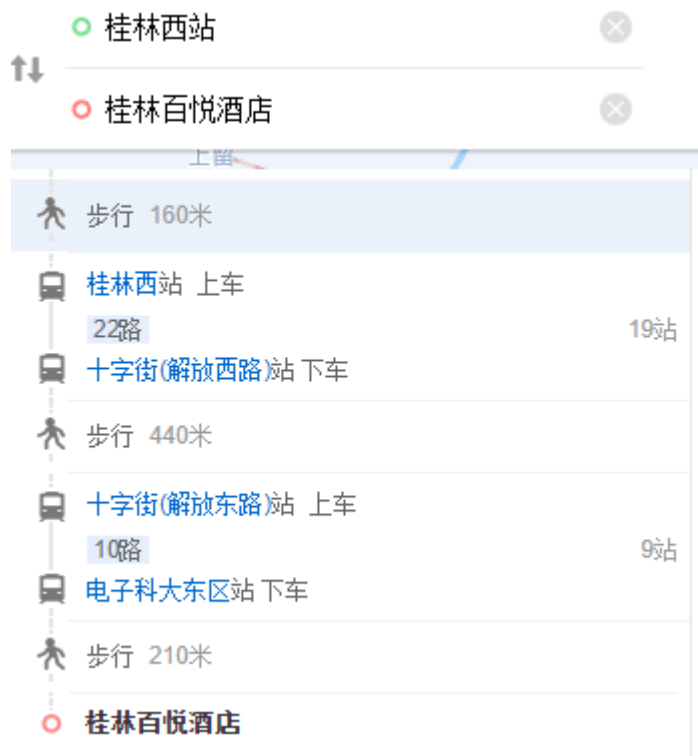 桂林西站
桂林百悦酒店
上留
步行 160米
桂林西站 上车
22路 19站
十字街(解放西路)站 下车
步行 440米
十字街(解放东路)站 上车
10路 9站
电子科大东区站 下车
步行 210米
桂林百悦酒店